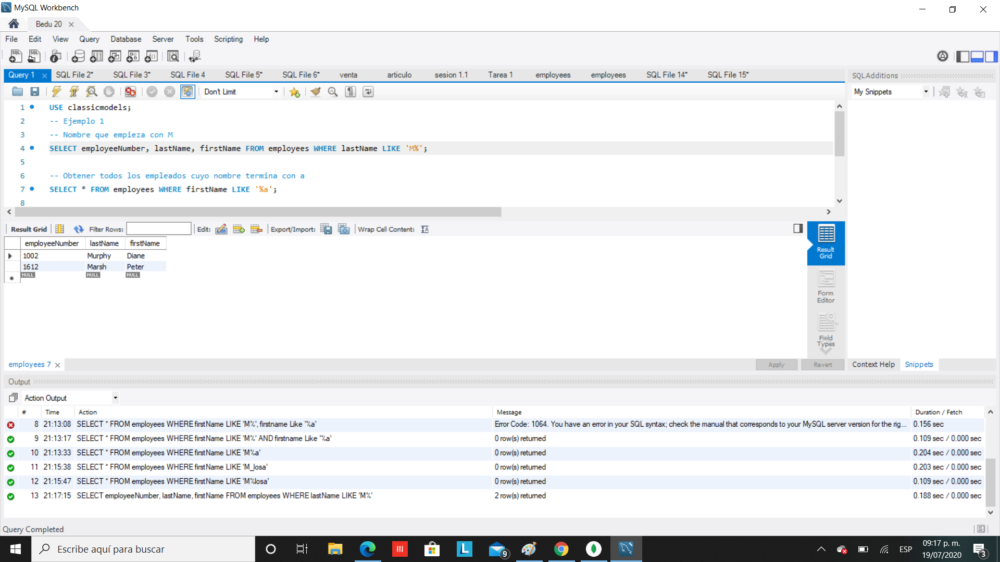 MySQL Workbench
Bedu 20
File Edit View Query Database Server Tools Scripting Help
Query 1 SQL File 2* SQL File 3* SQL File 4 SQL File 5* SQL File 6* venta articulo sesion 1.1 Tarea 1 employees employees SQL File 14* SQL File 15*
SQLAdditions
Don't Limit
My Snippets
1 USE classicmodels;
2 -- Ejemplo 1
3 -- Nombre que empieza con M
4 SELECT employeeNumber, lastName, firstName FROM employees WHERE lastName LIKE 'M%';
5
6 -- Obtener todos los empleados cuyo nombre termina con a
7 SELECT * FROM employees WHERE firstName LIKE '%a';
8
Result Grid Filter Rows: Edit: Export/Import: Wrap Cell Content:
employeeNumber lastName firstName
1002 Murphy Diane
1612 Marsh Peter
NULL NULL NULL
Result Grid
Form Editor
Field Types
employees 7
Apply Revert
Context Help Snippets
Output
Action Output
# Time Action Message Duration / Fetch
8 21:13:08 SELECT * FROM employees WHERE firstName LIKE 'M%', firstname Like '%a' Error Code: 1064. You have an error in your SQL syntax; check the manual that corresponds to your MySQL server version for the rig... 0.156 sec
9 21:13:17 SELECT * FROM employees WHERE firstName LIKE 'M%' AND firstname Like '%a' 0 row(s) returned 0.109 sec / 0.000 sec
10 21:13:33 SELECT * FROM employees WHERE firstName LIKE 'M%a' 0 row(s) returned 0.204 sec / 0.000 sec
11 21:15:38 SELECT * FROM employees WHERE firstName LIKE 'M_losa' 0 row(s) returned 0.203 sec / 0.000 sec
12 21:15:47 SELECT * FROM employees WHERE firstName LIKE 'M%losa' 0 row(s) returned 0.109 sec / 0.000 sec
13 21:17:15 SELECT employeeNumber, lastName, firstName FROM employees WHERE lastName LIKE 'M%' 2 row(s) returned 0.188 sec / 0.000 sec
Query Completed
Escribe aquí para buscar
L
9
ESP
09:17 p. m.
19/07/2020
3